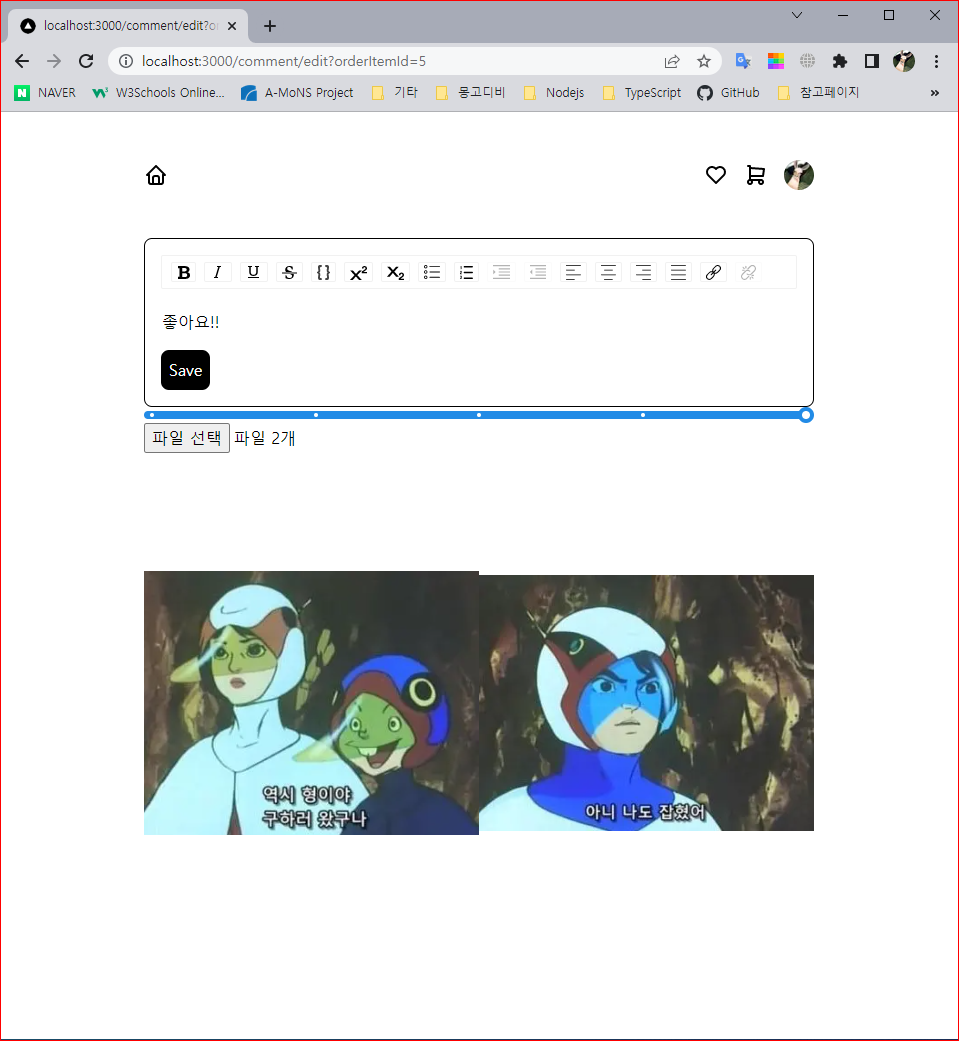 localhost:3000/comment/edit?or
localhost:3000/comment/edit?orderItemId=5
NAVER W3Schools Online... A-MoNS Project 기타 몽고디비 Nodejs TypeScript GitHub 참고페이지 »
B I U S {} X² X₂
좋아요!!
Save
파일 선택 파일 2개
역시 형이야
구하러 왔구나
아니 나도 잡혔어